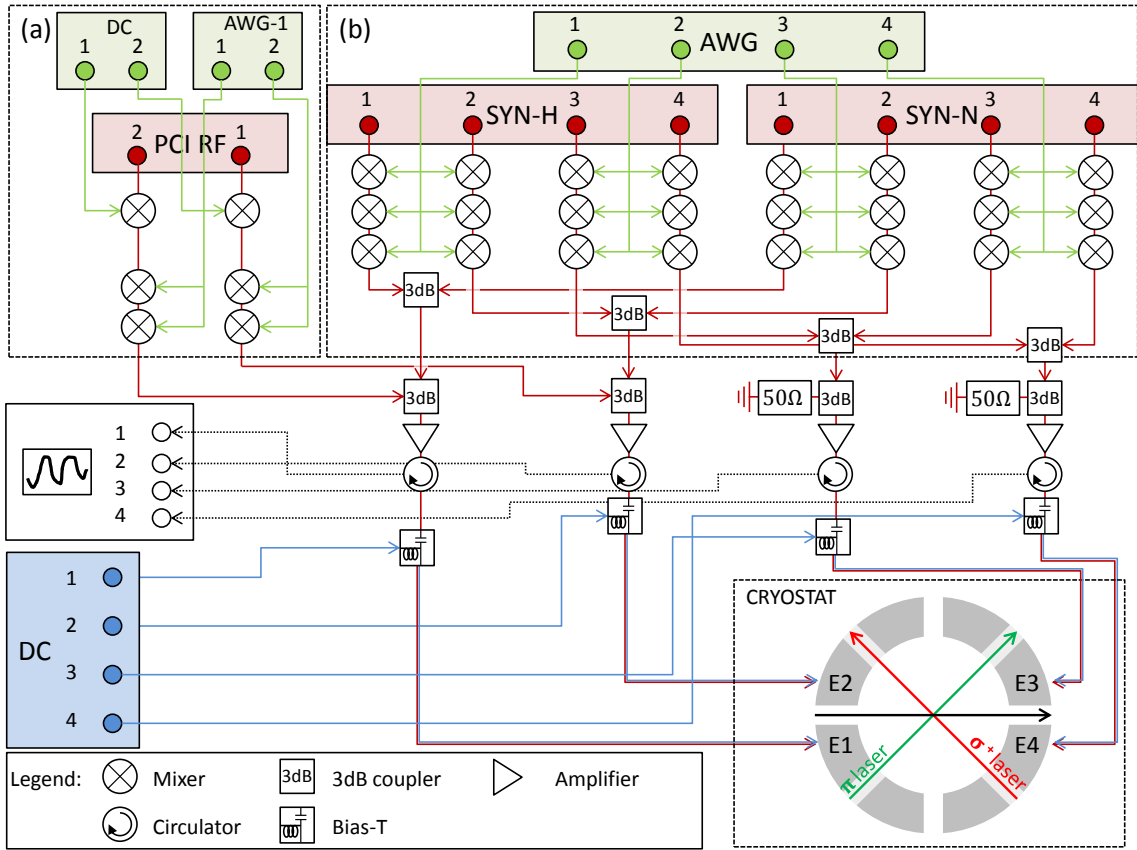 (a)
DC
1 2
AWG-1
1 2
2 1
PCI RF
(b)
1 2 3 4
AWG
1 2 3 4
SYN-H
1 2 3 4
SYN-N
3dB
3dB
3dB
3dB
3dB
3dB
50Ω
3dB
50Ω
3dB
1
2
3
4
DC
1
2
3
4
CRYOSTAT
E2
E3
E1
E4
π laser
σ+ laser
Legend:
Mixer
3dB
3dB coupler
Amplifier
Circulator
Bias-T